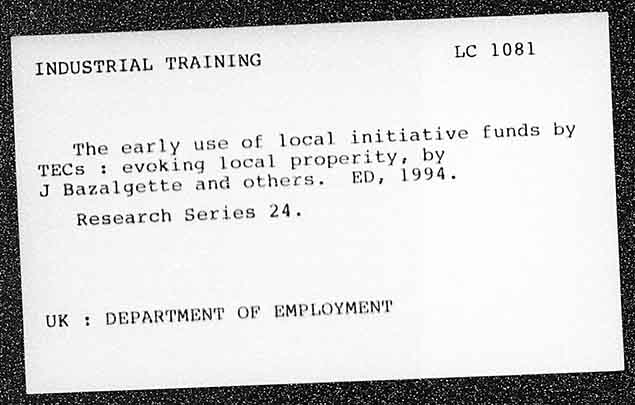 INDUSTRIAL TRAINING LC 1081
The early use of local initiative funds by
TECs : evoking local properity, by
J Bazalgette and others. ED, 1994.
Research Series 24.
UK : DEPARTMENT OF EMPLOYMENT